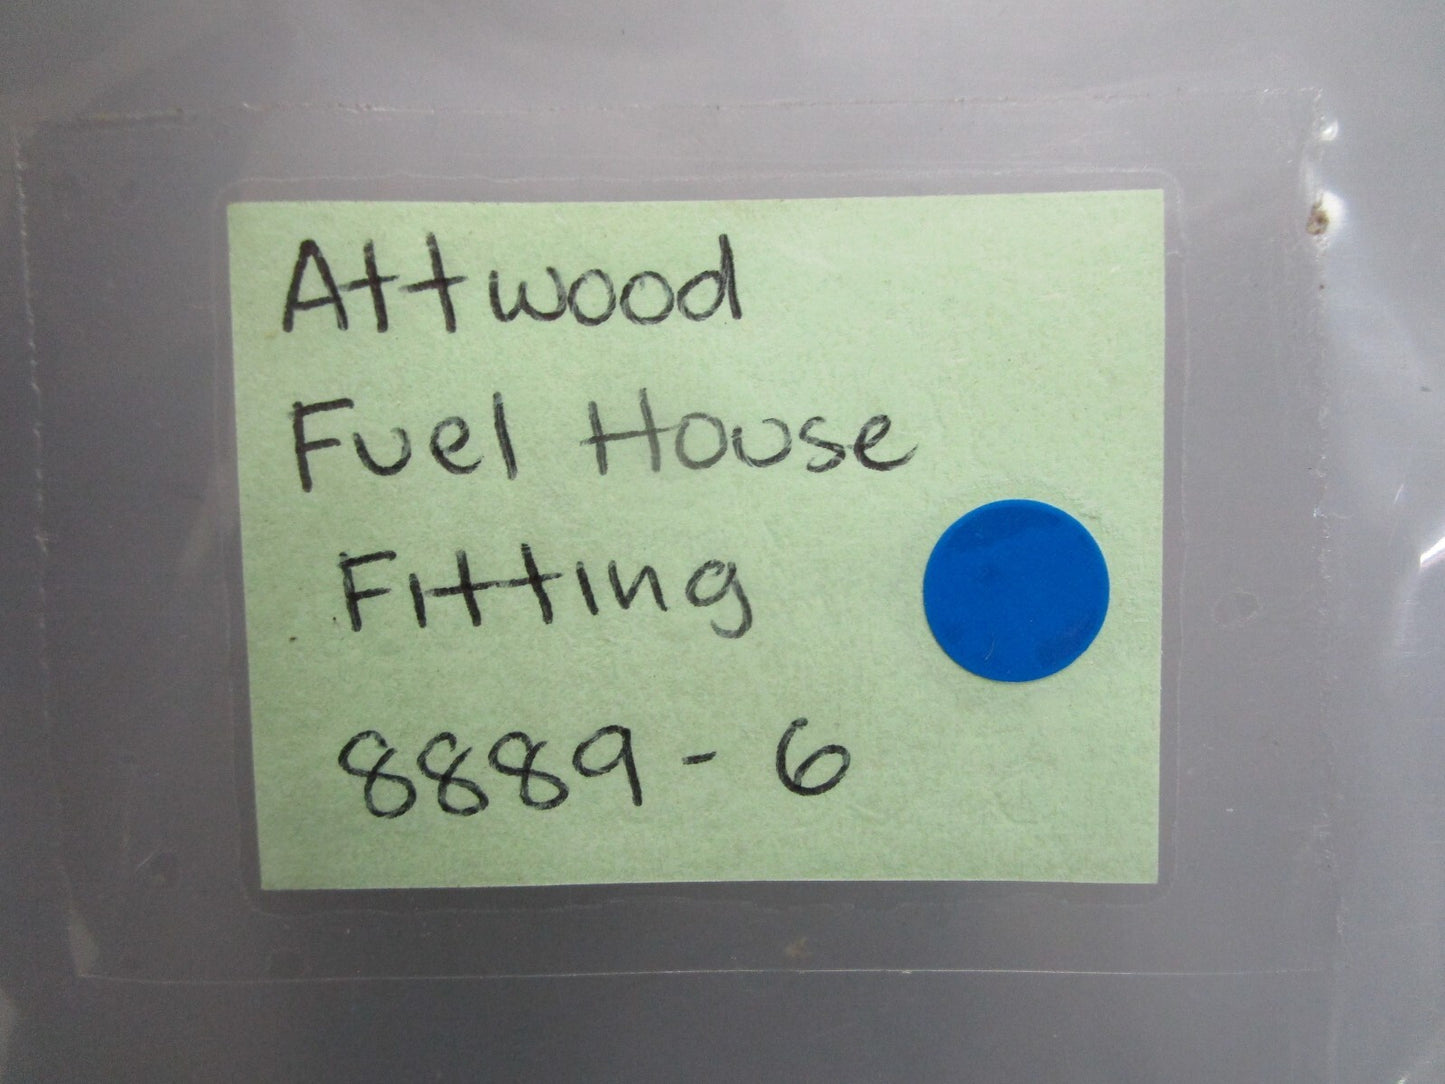 Attwood
Fuel House
Fitting
8889-6